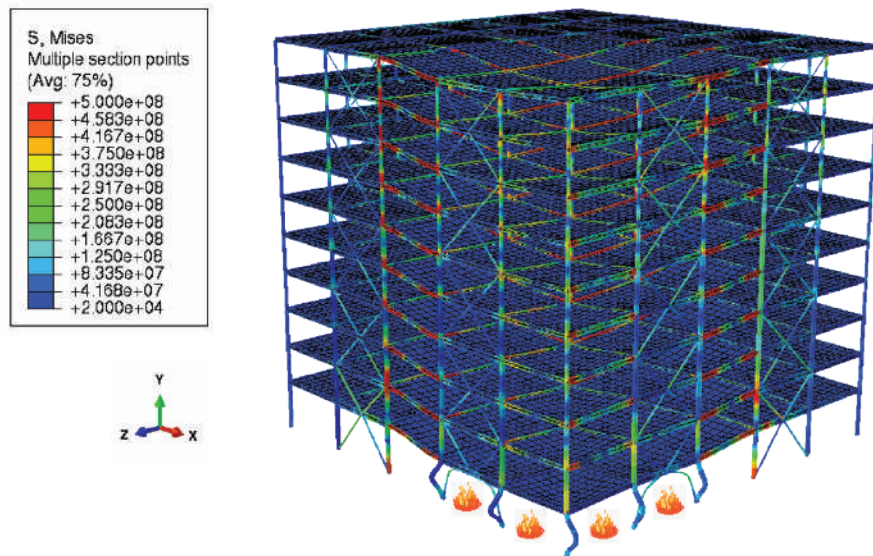 S, Mises
Multiple section points
(Avg: 75%)
+5.000e+08
+4.583e+08
+4.167e+08
+3.750e+08
+3.333e+08
+2.917e+08
+2.500e+08
+2.083e+08
+1.667e+08
+1.250e+08
+8.335e+07
+4.168e+07
+2.000e+04
Y
Z
X